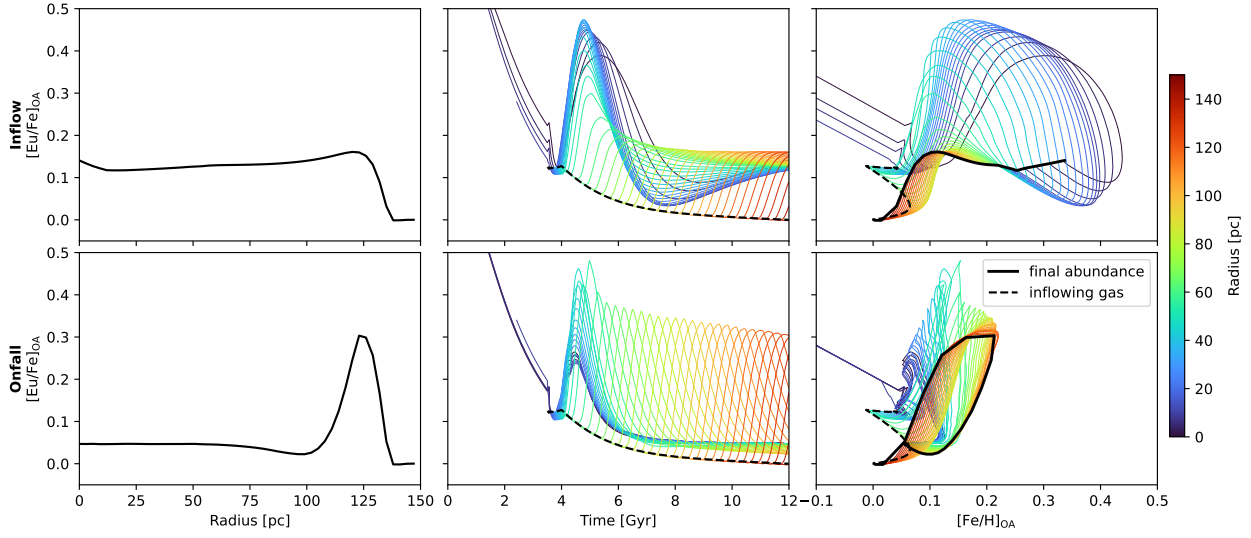 Inflow
[Eu/Fe]OA
0.5
0.4
0.3
0.2
0.1
0.0
0.5
0.4
0.3
0.2
0.1
0.0
Onfall
[Eu/Fe]OA
0 25 50 75 100 125 150
Radius [pc]
0 2 4 6 8 10 12
Time [Gyr]
−0.1 0.0 0.1 0.2 0.3 0.4 0.5
[Fe/H]OA
final abundance
inflowing gas
140
120
100
80
60
40
20
0
Radius [pc]